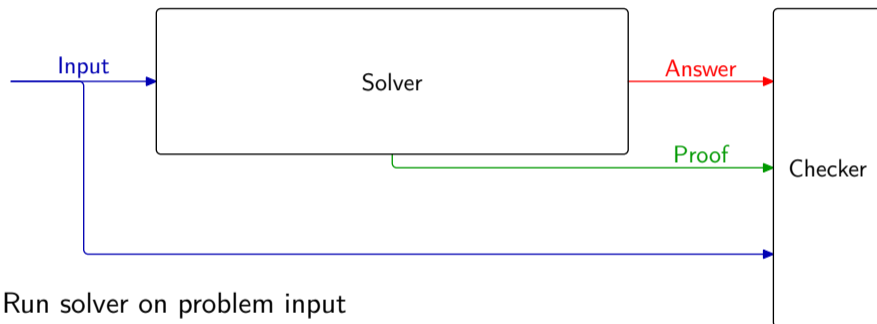 Input
Solver
Answer
Proof
Checker
Run solver on problem input